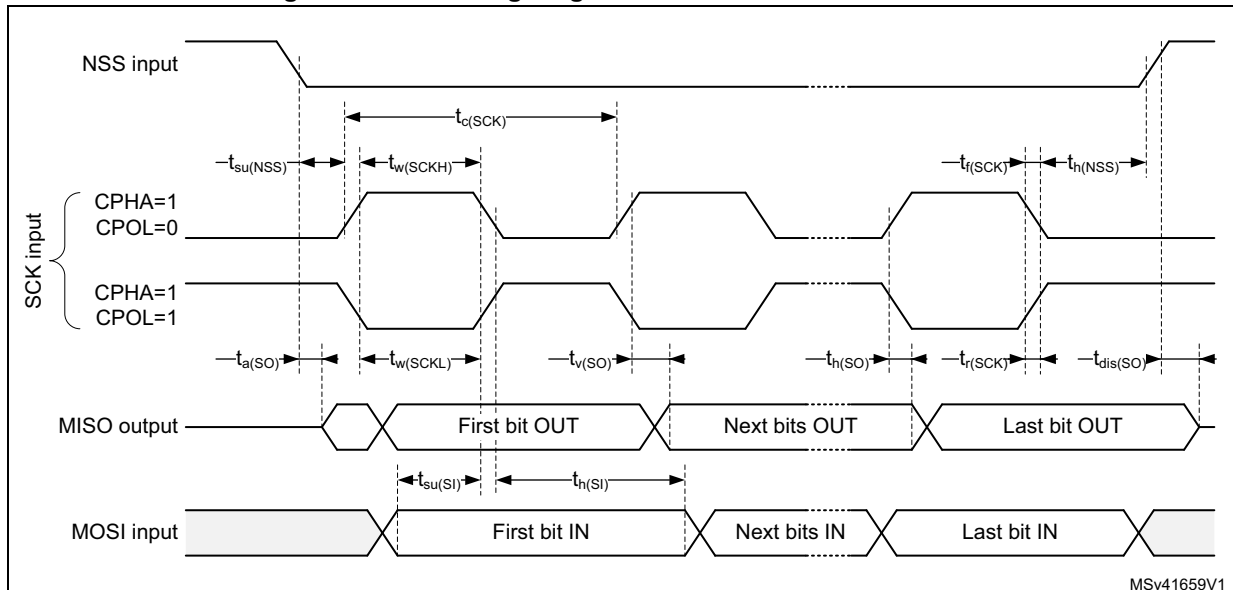 NSS input
tc(SCK)
tsu(NSS) tw(SCKH) tf(SCK) th(NSS)
SCK input
CPHA=1
CPOL=0
CPHA=1
CPOL=1
ta(SO) tw(SCKL) tv(SO) th(SO) tr(SCK) tdis(SO)
MISO output First bit OUT Next bits OUT Last bit OUT
tsu(SI) th(SI)
MOSI input First bit IN Next bits IN Last bit IN
MSv41659V1